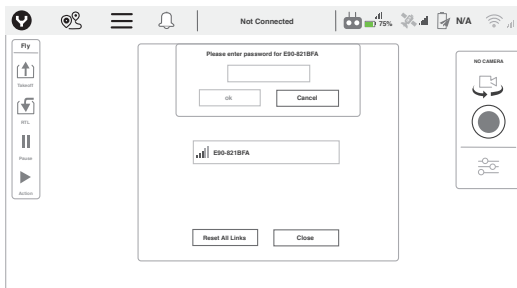 Not Connected
75%
N/A
Fly
Takeoff
RTL
Pause
Action
Please enter password for E90-821BFA
ok
Cancel
E90-821BFA
Reset All Links
Close
NO CAMERA